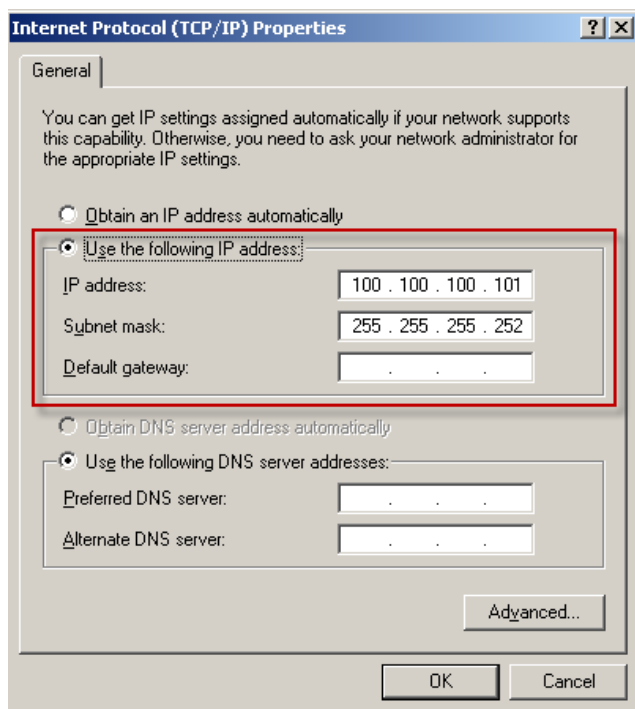 Internet Protocol (TCP/IP) Properties
General
You can get IP settings assigned automatically if your network supports
this capability. Otherwise, you need to ask your network administrator for
the appropriate IP settings.
Obtain an IP address automatically
Use the following IP address:
IP address: 100 . 100 . 100 . 101
Subnet mask: 255 . 255 . 255 . 252
Default gateway: . . .
Obtain DNS server address automatically
Use the following DNS server addresses:
Preferred DNS server: . . .
Alternate DNS server: . . .
Advanced...
OK Cancel